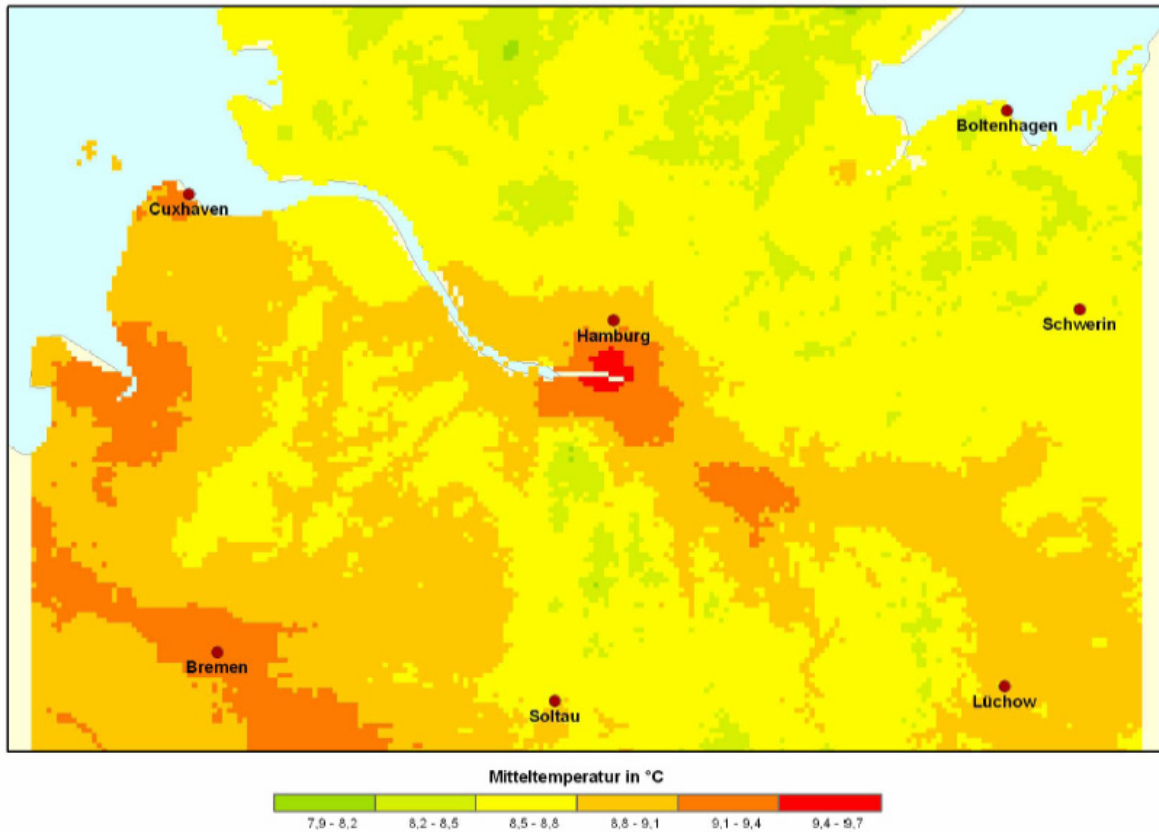 Boltenhagen
Cuxhaven
Schwerin
Hamburg
Bremen
Lüchow
Soltau
Mitteltemperatur in °C
7,9 - 8,2 8,2 - 8,5 8,5 - 8,8 8,8 - 9,1 9,1 - 9,4 9,4 - 9,7